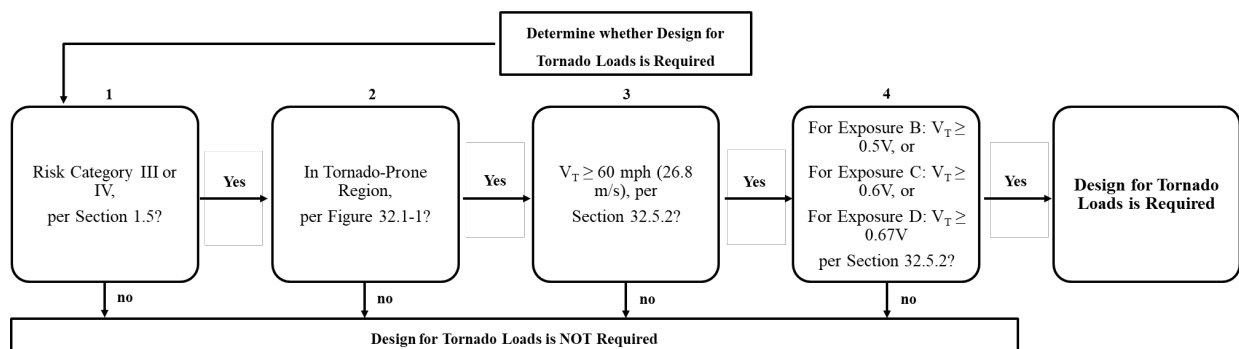 Determine whether Design for
Tornado Loads is Required
1
2
3
4
Risk Category III or
IV,
per Section 1.5?
Yes
In Tornado-Prone
Region,
per Figure 32.1-1?
Yes
V_T ≥ 60 mph (26.8
m/s), per
Section 32.5.2?
Yes
For Exposure B: V_T ≥
0.5V, or
For Exposure C: V_T ≥
0.6V, or
For Exposure D: V_T ≥
0.67V
per Section 32.5.2?
Yes
Design for Tornado
Loads is Required
no
no
no
no
Design for Tornado Loads is NOT Required